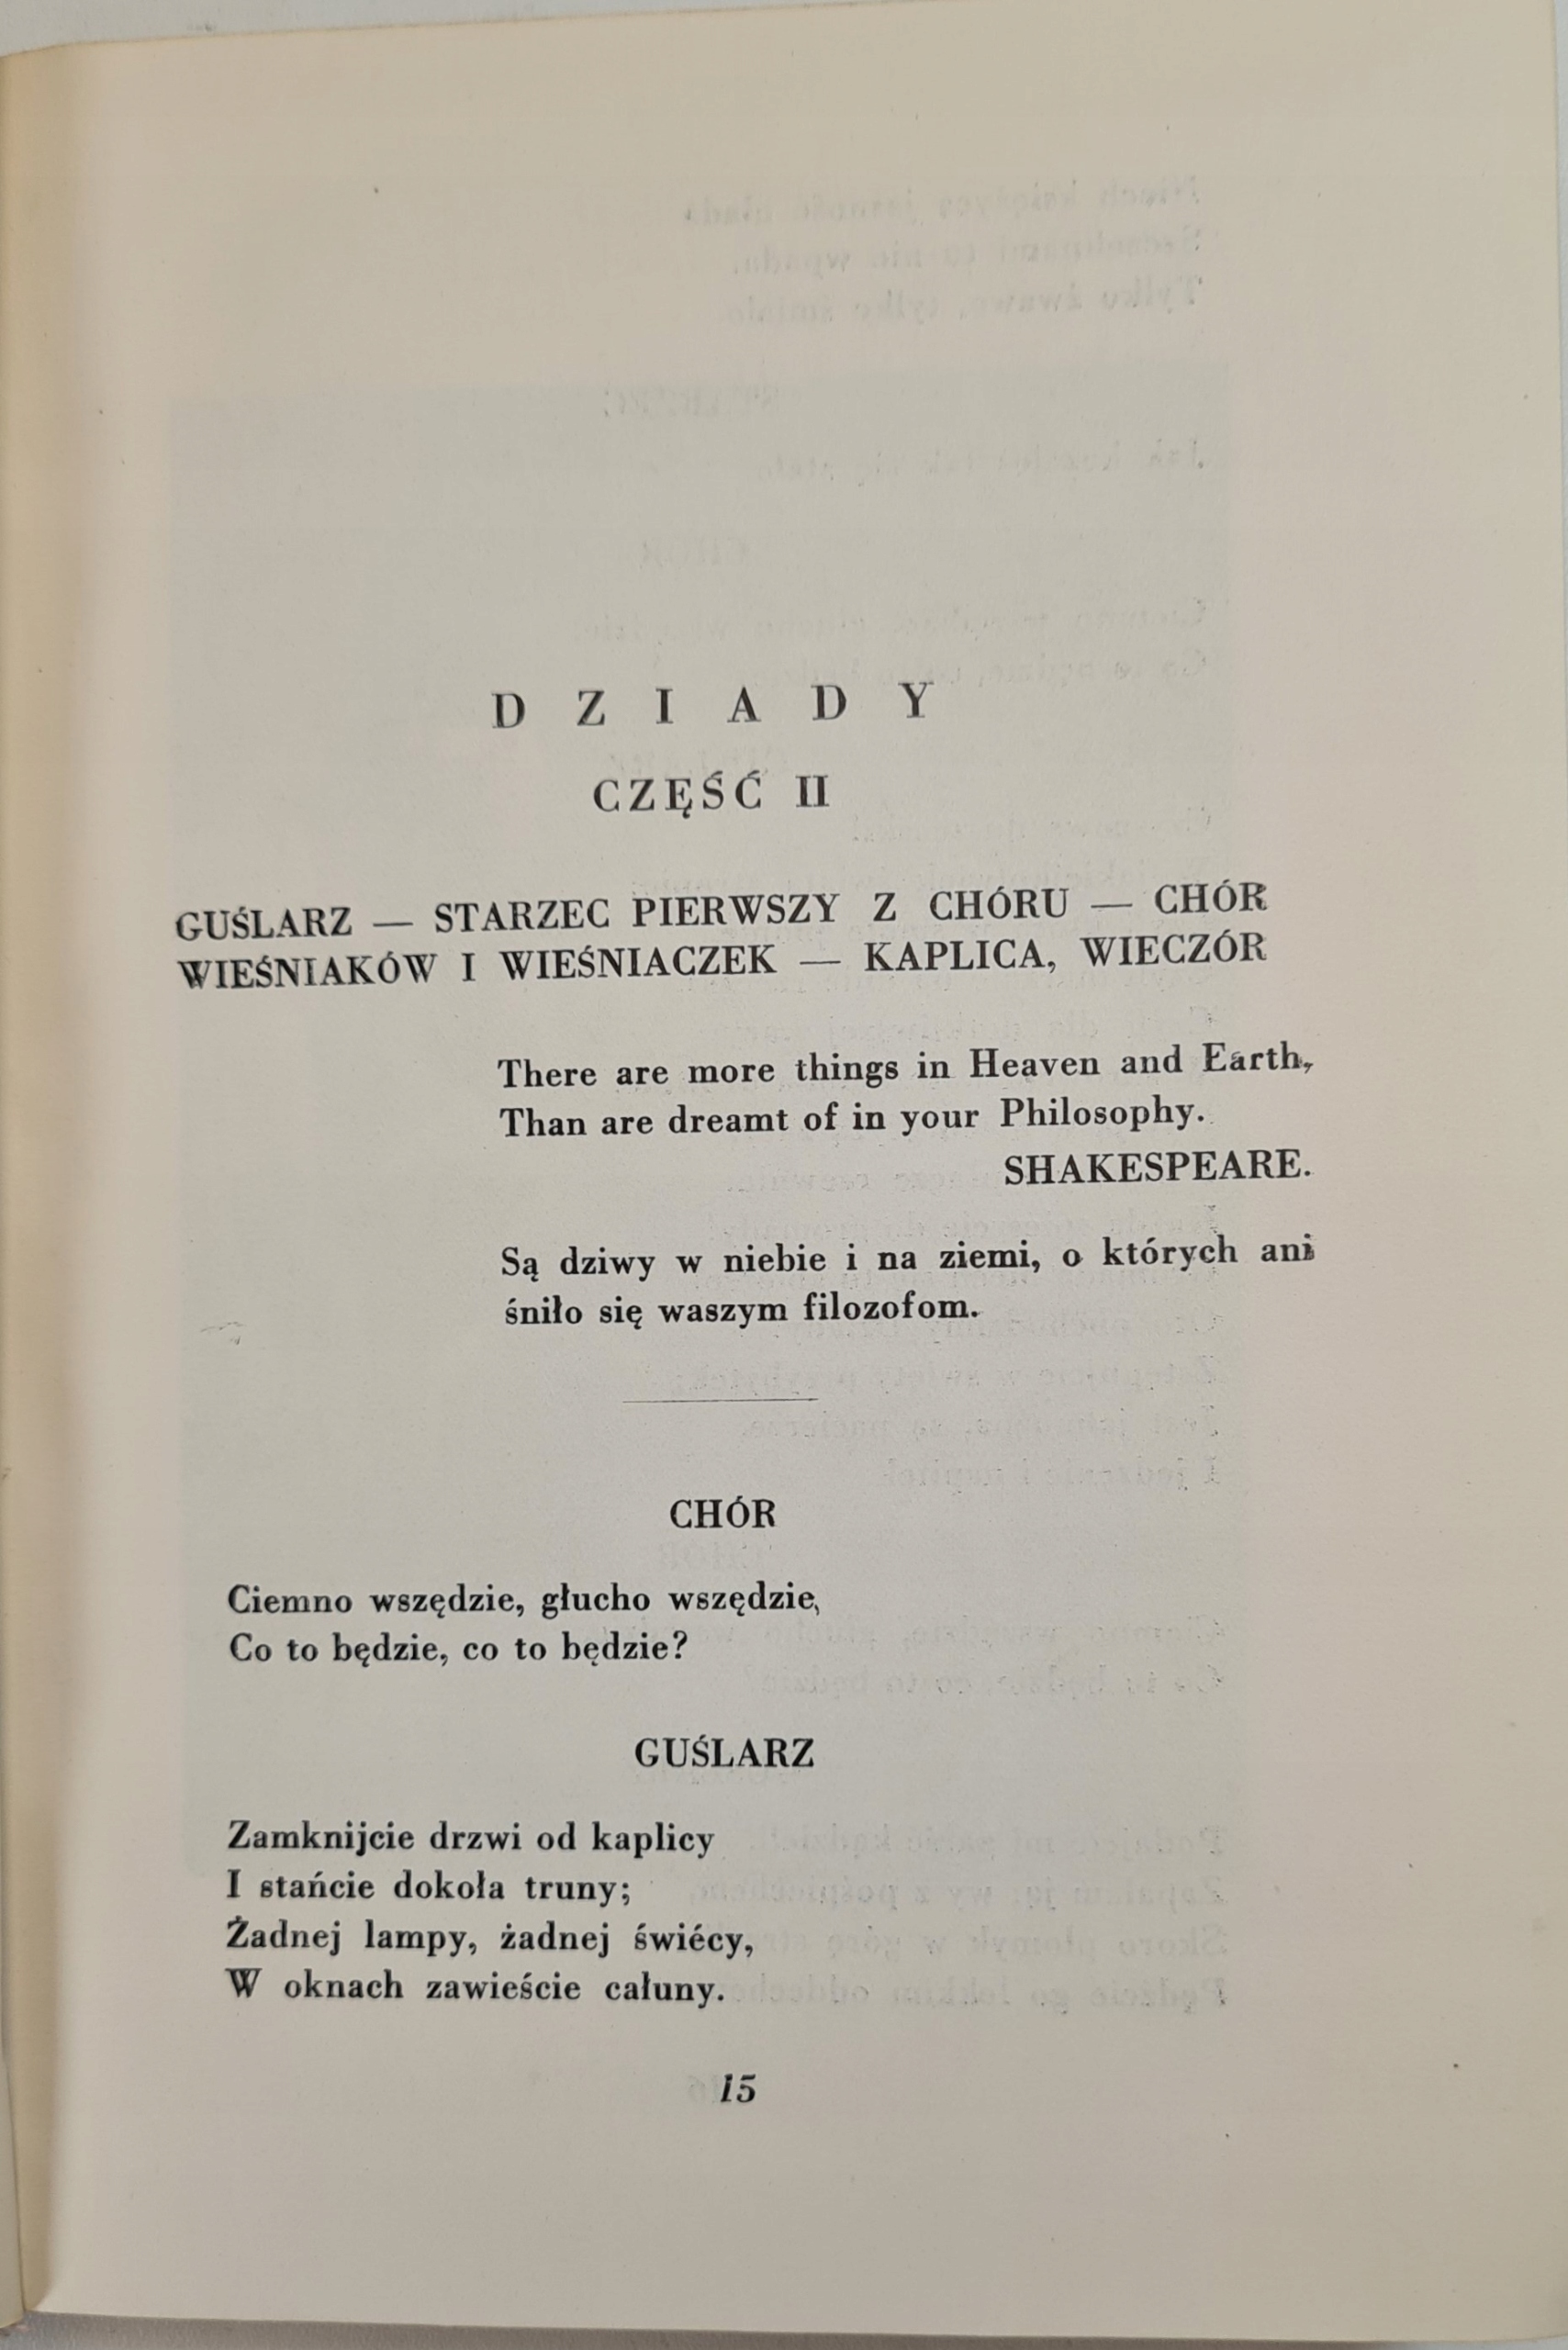 DZIADY
CZĘŚĆ II
GUŚLARZ — STARZEC PIERWSZY Z CHÓRU — CHÓR
WIEŚNIAKÓW I WIEŚNIACZEK — KAPLICA, WIECZÓR
There are more things in Heaven and Earth,
Than are dreamt of in your Philosophy.
SHAKESPEARE.
Są dziwy w niebie i na ziemi, o których ani
śniło się waszym filozofom.
CHÓR
Ciemno wszędzie, głucho wszędzie,
Co to będzie, co to będzie?
GUŚLARZ
Zamknijcie drzwi od kaplicy
I stańcie dokoła truny;
Żadnej lampy, żadnej świécy,
W oknach zawieście całuny.
15